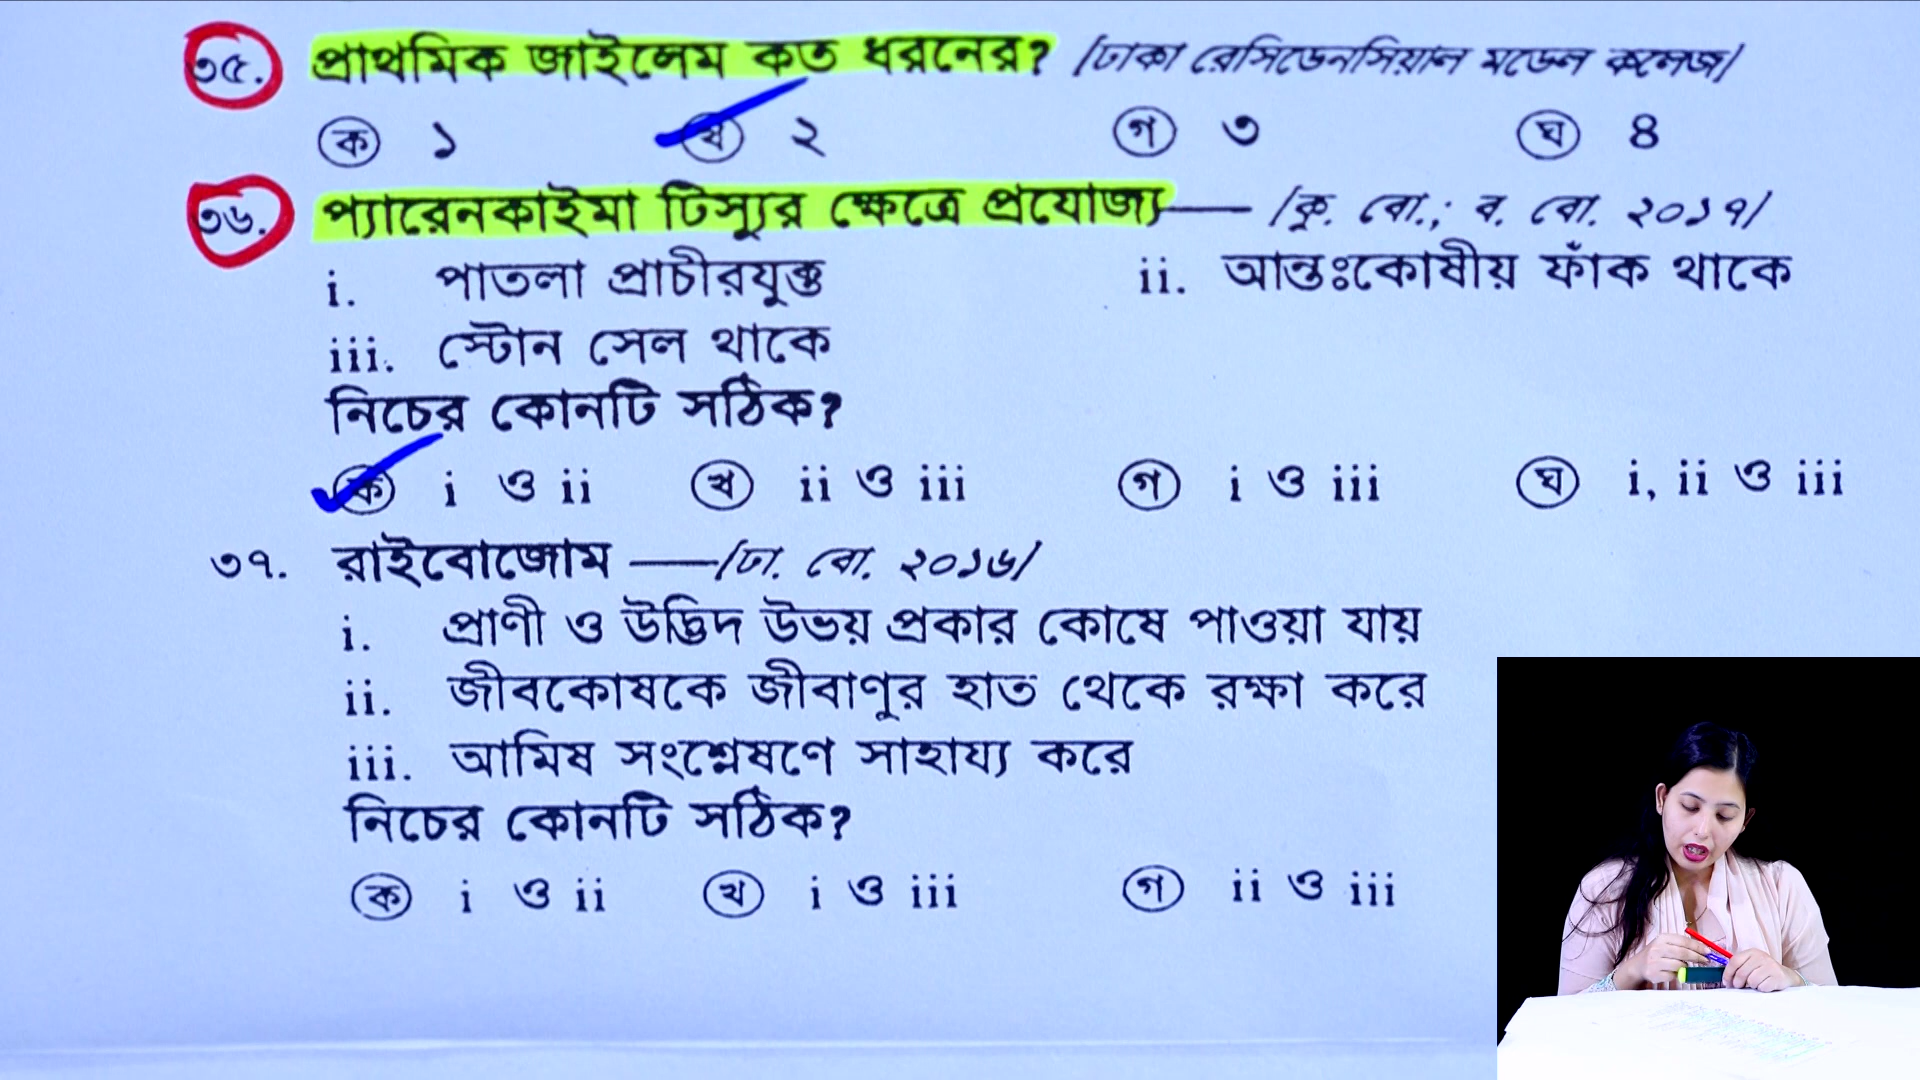 ৩৫. প্রাথমিক জাইলেম কত ধরনের? [ঢাকা রেসিডেনসিয়াল মডেল কলেজ]
ক ১ খ ২ গ ৩ ঘ ৪
৩৬. প্যারেনকাইমা টিস্যুর ক্ষেত্রে প্রযোজ্য— [কু. বো.; ব. বো. ২০১৭]
i. পাতলা প্রাচীরযুক্ত ii. আন্তঃকোষীয় ফাঁক থাকে
iii. স্টোন সেল থাকে
নিচের কোনটি সঠিক?
ক i ও ii খ ii ও iii গ i ও iii ঘ i, ii ও iii
৩৭. রাইবোজোম —[ঢা. বো. ২০১৬]
i. প্রাণী ও উদ্ভিদ উভয় প্রকার কোষে পাওয়া যায়
ii. জীবকোষকে জীবাণুর হাত থেকে রক্ষা করে
iii. আমিষ সংশ্লেষণে সাহায্য করে
নিচের কোনটি সঠিক?
ক i ও ii খ i ও iii গ ii ও iii